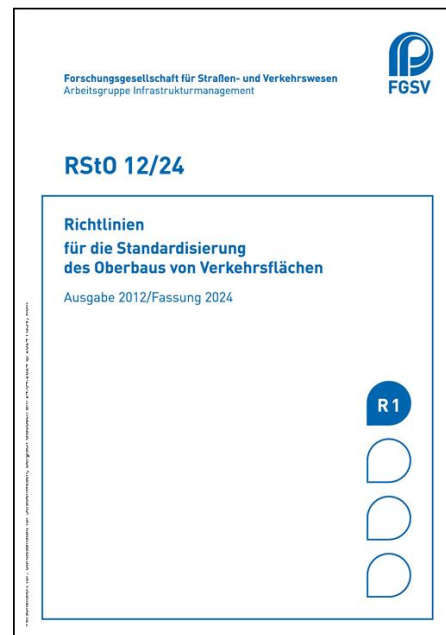 Forschungsgesellschaft für Straßen- und Verkehrswesen
Arbeitsgruppe Infrastrukturmanagement
FGSV
RStO 12/24
Richtlinien
für die Standardisierung
des Oberbaus von Verkehrsflächen
Ausgabe 2012/Fassung 2024
R 1